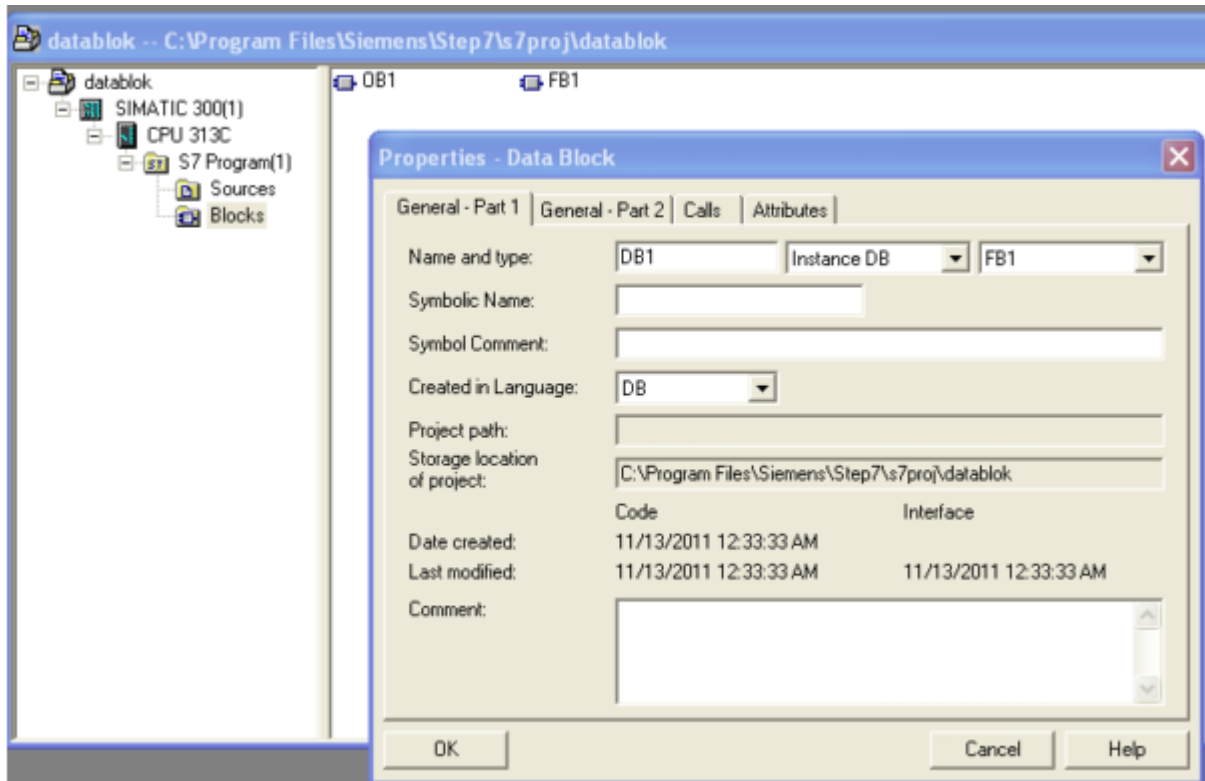 datablok -- C:\Program Files\Siemens\Step7\s7proj\datablok
datablok
SIMATIC 300(1)
CPU 313C
S7 Program(1)
Sources
Blocks
OB1 FB1
Properties - Data Block
General - Part 1 General - Part 2 Calls Attributes
Name and type: DB1 Instance DB FB1
Symbolic Name:
Symbol Comment:
Created in Language: DB
Project path:
Storage location
of project: C:\Program Files\Siemens\Step7\s7proj\datablok
Code Interface
Date created: 11/13/2011 12:33:33 AM
Last modified: 11/13/2011 12:33:33 AM 11/13/2011 12:33:33 AM
Comment:
OK Cancel Help